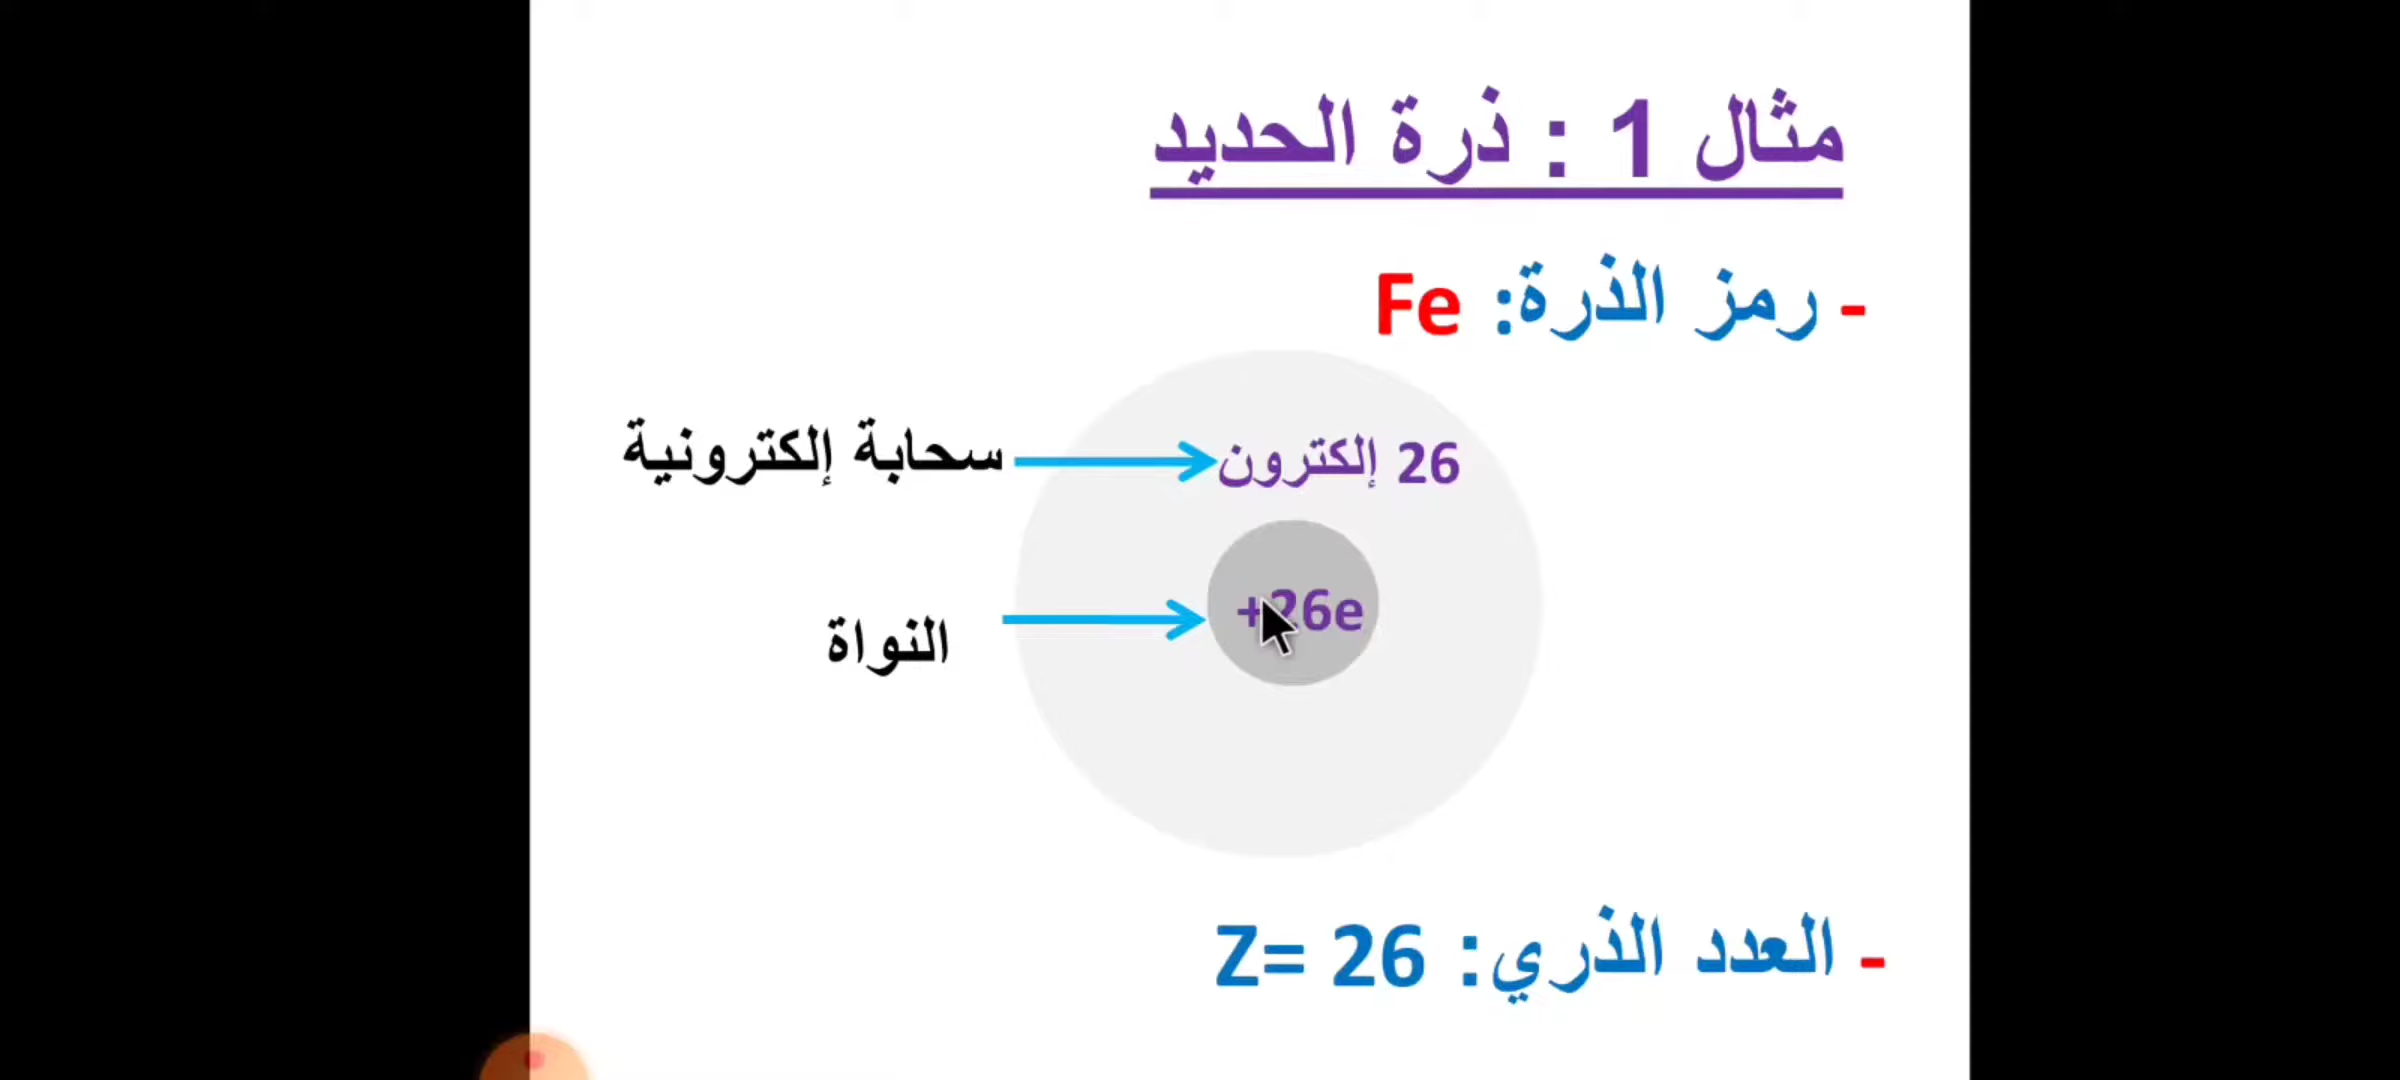 مثال 1 : ذرة الحديد
- رمز الذرة: Fe
26 إلكترون
سحابة إلكترونية
+26e
النواة
- العدد الذري: Z= 26